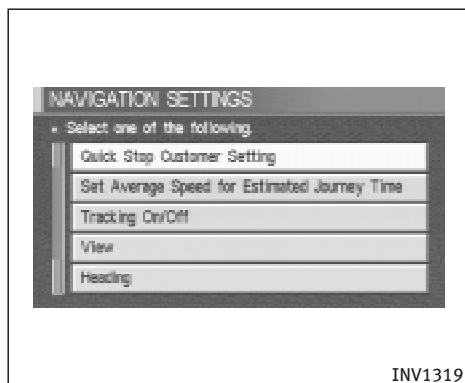 NAVIGATION SETTINGS
• Select one of the following.
Quick Stop Customer Setting
Set Average Speed for Estimated Journey Time
Tracking On/Off
View
Heading
INV1319